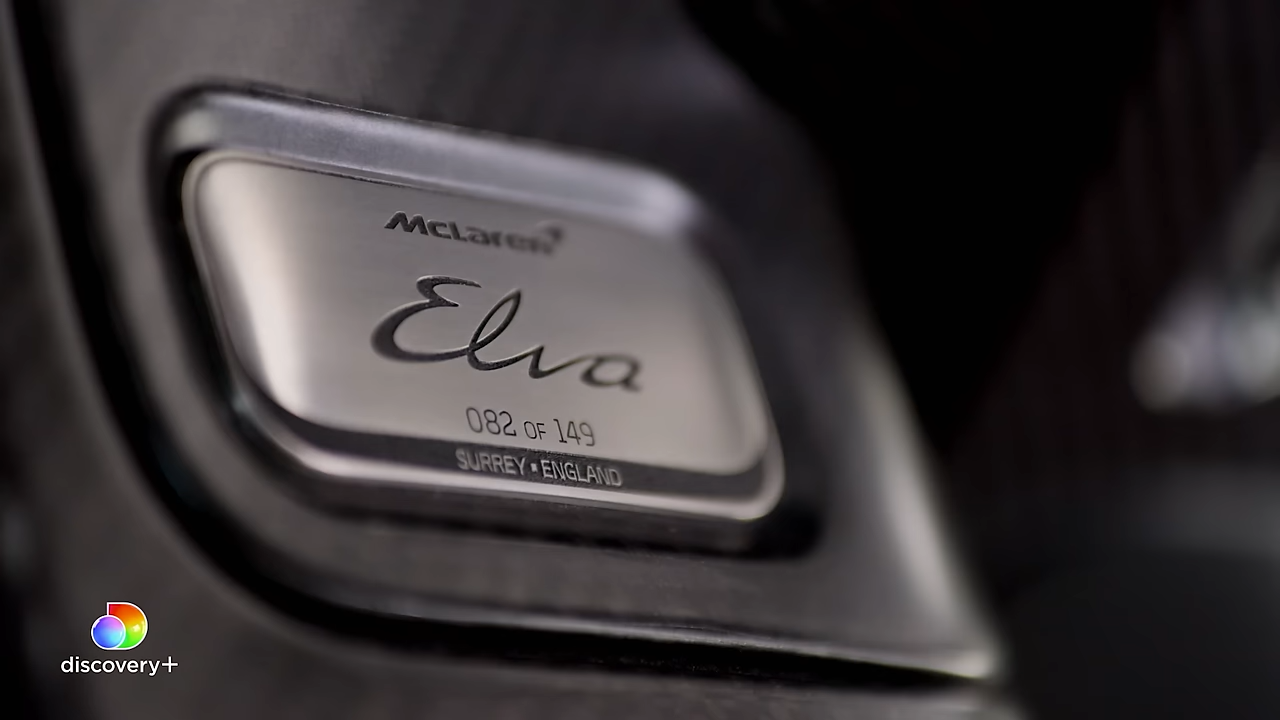 McLaren
Elva
082 OF 149
SURREY • ENGLAND
discovery+